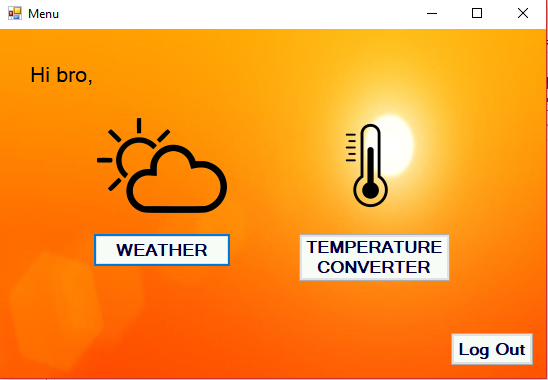 Menu
Hi bro,
WEATHER
TEMPERATURE
CONVERTER
Log Out